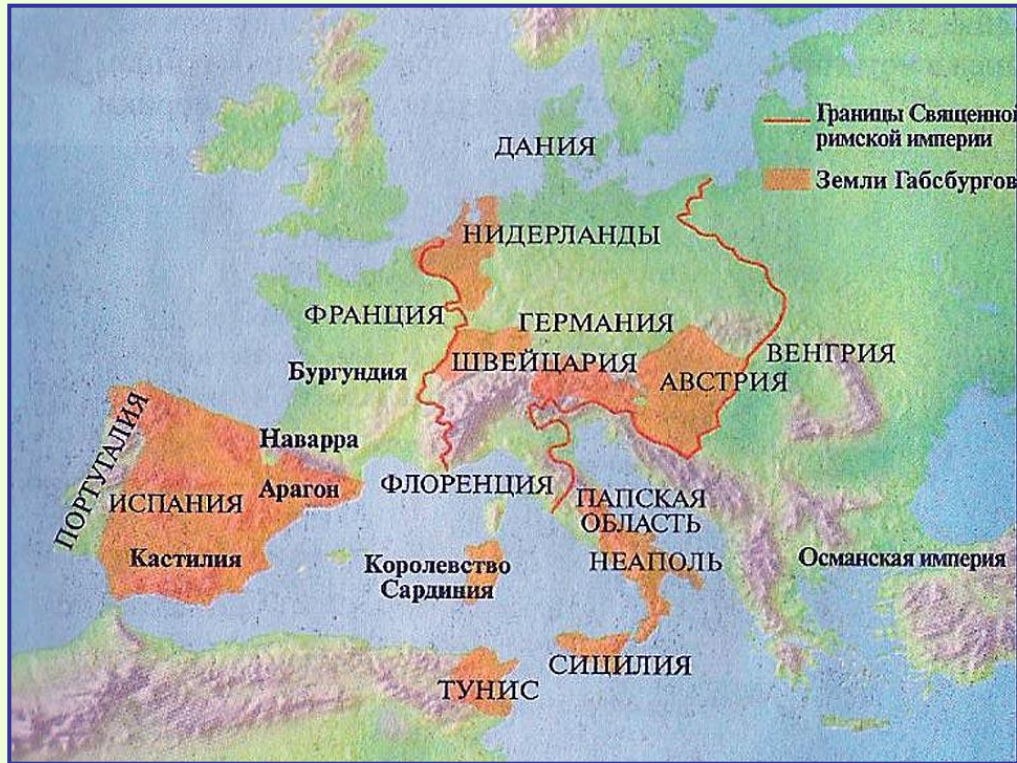 Границы Священной
римской империи
Земли Габсбургов
ДАНИЯ
НИДЕРЛАНДЫ
ФРАНЦИЯ
ГЕРМАНИЯ
ШВЕЙЦАРИЯ
ВЕНГРИЯ
Бургундия
АВСТРИЯ
ПОРТУГАЛИЯ
Наварра
ИСПАНИЯ
Арагон
ФЛОРЕНЦИЯ
ПАПСКАЯ
ОБЛАСТЬ
Кастилия
Королевство
Сардиния
НЕАПОЛЬ
Османская империя
СИЦИЛИЯ
ТУНИС